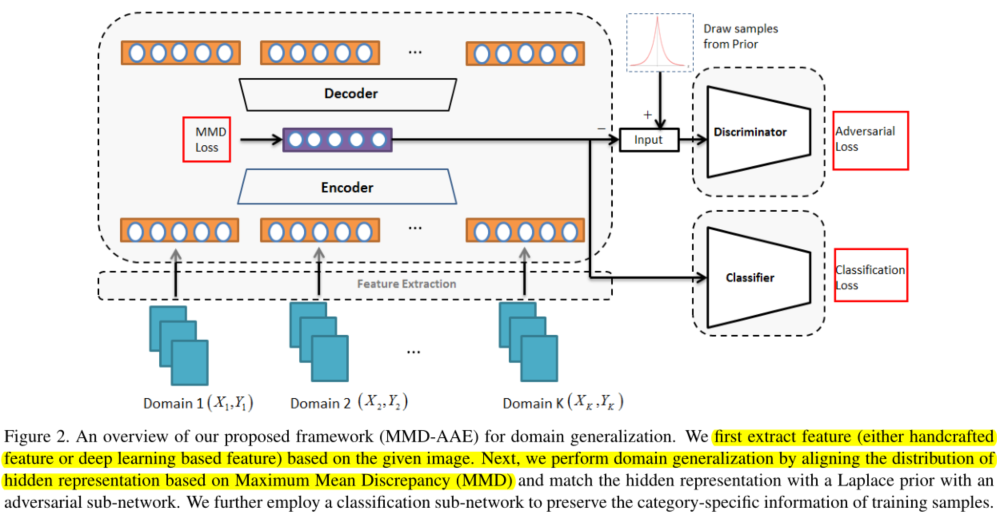 Draw samples
from Prior
Decoder
MMD
Loss
+
−
Input
Discriminator
Adversarial
Loss
Encoder
...
Feature Extraction
Classifier
Classification
Loss
...
Domain 1 (X₁,Y₁)
Domain 2 (X₂,Y₂)
Domain K (X_K,Y_K)
Figure 2. An overview of our proposed framework (MMD-AAE) for domain generalization. We first extract feature (either handcrafted
feature or deep learning based feature) based on the given image. Next, we perform domain generalization by aligning the distribution of
hidden representation based on Maximum Mean Discrepancy (MMD) and match the hidden representation with a Laplace prior with an
adversarial sub-network. We further employ a classification sub-network to preserve the category-specific information of training samples.